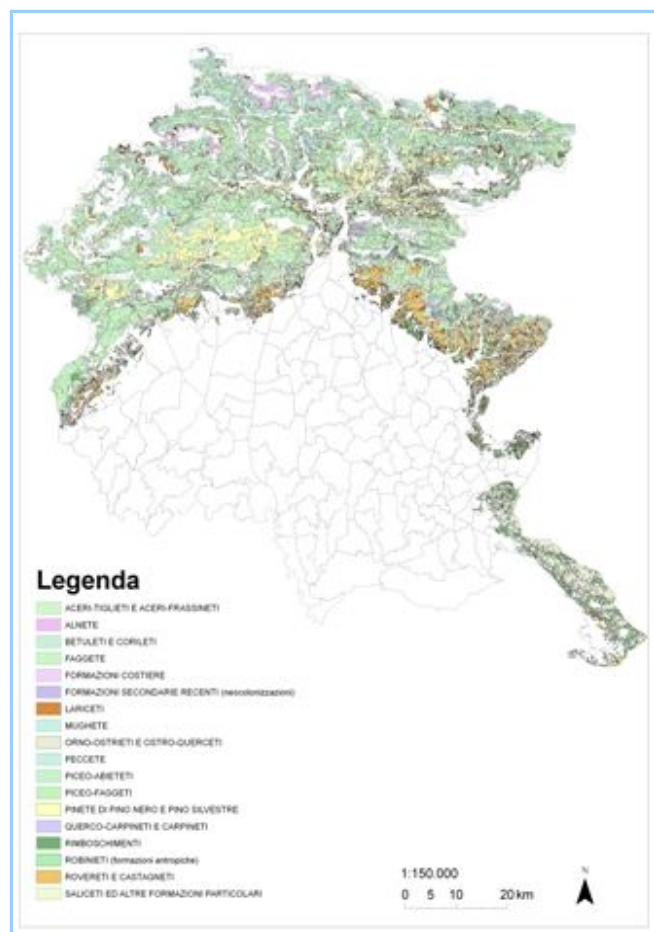 Legenda
ACERI-TIGLIETI E ACERI-FRASSINETI
ALNETE
BETULETI E CORILETI
FAGGETE
FORMAZIONI COSTIERE
FORMAZIONI SECONDARIE RECENTI (neocolonizzazioni)
LARICETI
MUGHETE
ORNO-OSTRIETI E OSTRO-QUERCETI
PECCETE
PICEO-ABIETETI
PICEO-FAGGETI
PINETE DI PINO NERO E PINO SILVESTRE
QUERCO-CARPINETI E CARPINETI
RIMBOSCHIMENTI
ROBINIETI (formazioni antropiche)
ROVERETI E CASTAGNETI
SALICETI ED ALTRE FORMAZIONI PARTICOLARI
1:150.000
0 5 10 20 km
N